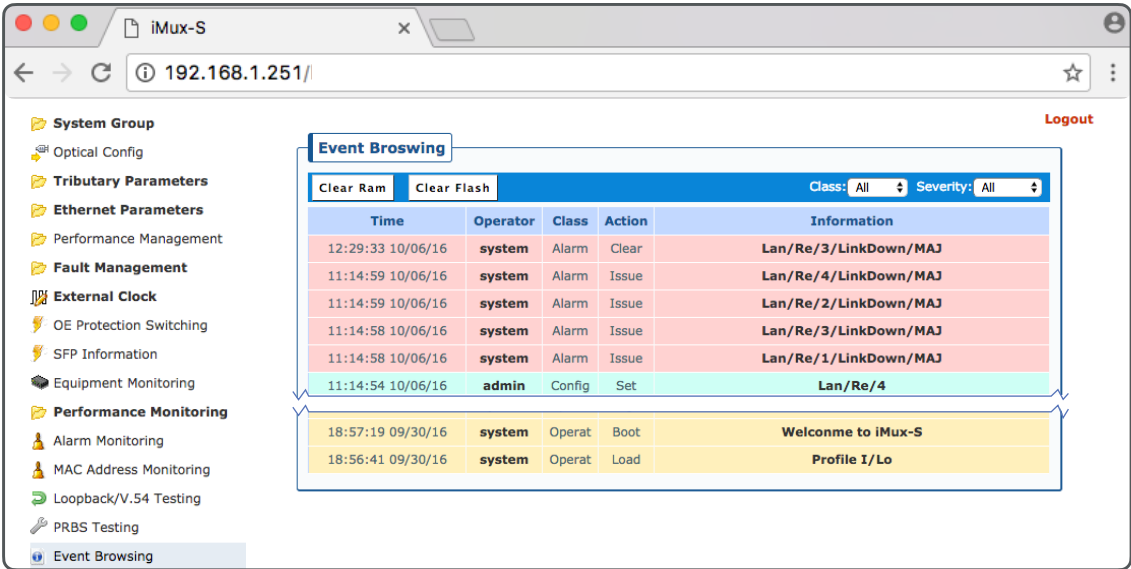 iMux-S
192.168.1.251/
Logout
System Group
Optical Config
Tributary Parameters
Ethernet Parameters
Performance Management
Fault Management
External Clock
OE Protection Switching
SFP Information
Equipment Monitoring
Performance Monitoring
Alarm Monitoring
MAC Address Monitoring
Loopback/V.54 Testing
PRBS Testing
Event Browsing
Event Broswing
Clear Ram Clear Flash Class: All Severity: All
Time Operator Class Action Information
12:29:33 10/06/16 system Alarm Clear Lan/Re/3/LinkDown/MAJ
11:14:59 10/06/16 system Alarm Issue Lan/Re/4/LinkDown/MAJ
11:14:59 10/06/16 system Alarm Issue Lan/Re/2/LinkDown/MAJ
11:14:58 10/06/16 system Alarm Issue Lan/Re/3/LinkDown/MAJ
11:14:58 10/06/16 system Alarm Issue Lan/Re/1/LinkDown/MAJ
11:14:54 10/06/16 admin Config Set Lan/Re/4
18:57:19 09/30/16 system Operat Boot Welconme to iMux-S
18:56:41 09/30/16 system Operat Load Profile I/Lo